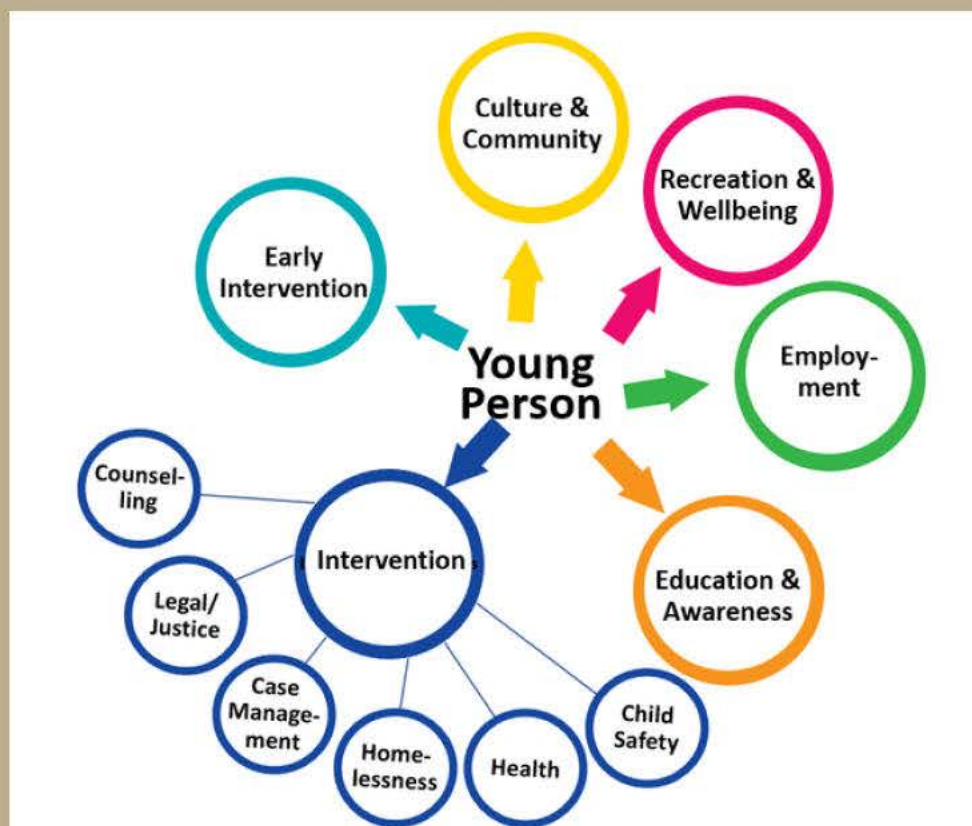 Culture &
Community
Recreation &
Wellbeing
Early
Intervention
Young
Person
Employ-
ment
Counsel-
ling
Intervention
Education &
Awareness
Legal/
Justice
Case
Manage-
ment
Home-
lessness
Health
Child
Safety